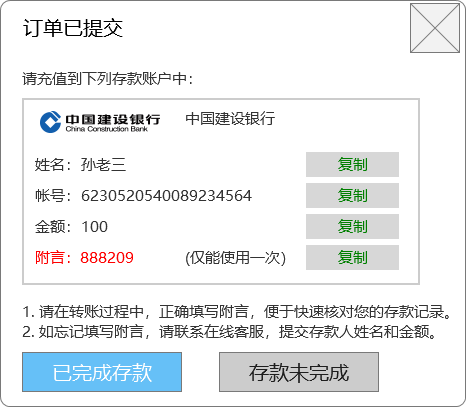 订单已提交
请充值到下列存款账户中：
中国建设银行 中国建设银行
China Construction Bank
姓名：孙老三 复制
帐号：6230520540089234564 复制
金额：100 复制
附言：888209 (仅能使用一次) 复制
1. 请在转账过程中，正确填写附言，便于快速核对您的存款记录。
2. 如忘记填写附言，请联系在线客服，提交存款人姓名和金额。
已完成存款 存款未完成